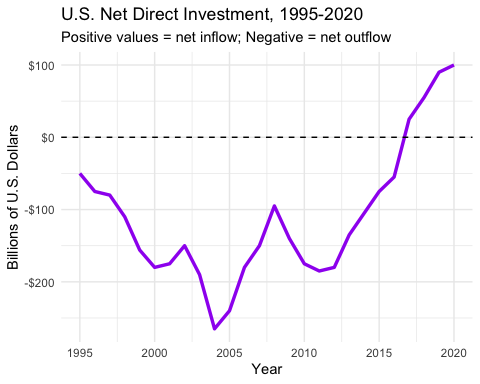 U.S. Net Direct Investment, 1995-2020
Positive values = net inflow; Negative = net outflow
Billions of U.S. Dollars
$100
$0
-$100
-$200
1995 2000 2005 2010 2015 2020
Year